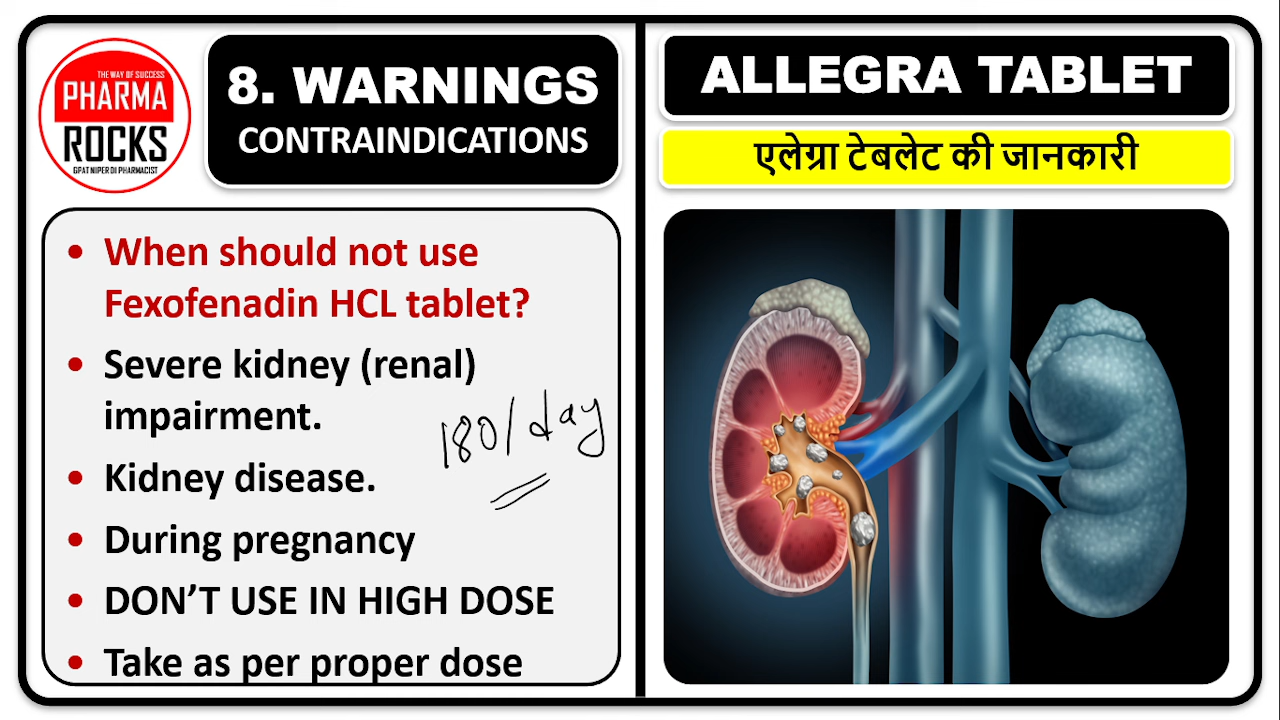 THE WAY OF SUCCESS
PHARMA
ROCKS
GPAT NIPER DI PHARMACIST
8. WARNINGS
CONTRAINDICATIONS
• When should not use
Fexofenadin HCL tablet?
• Severe kidney (renal)
impairment.
180/day
• Kidney disease.
• During pregnancy
• DON'T USE IN HIGH DOSE
• Take as per proper dose
ALLEGRA TABLET
एलेग्रा टेबलेट की जानकारी